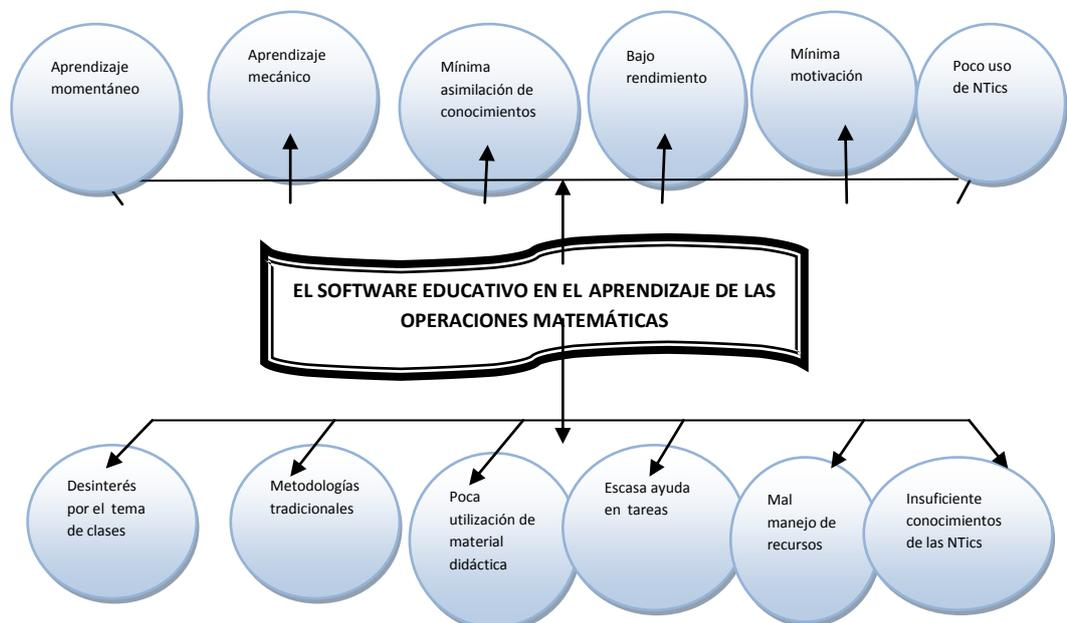 Aprendizaje
momentáneo
Aprendizaje
mecánico
Mínima
asimilación de
conocimientos
Bajo
rendimiento
Mínima
motivación
Poco uso
de NTics
EL SOFTWARE EDUCATIVO EN EL APRENDIZAJE DE LAS
OPERACIONES MATEMÁTICAS
Desinterés
por el tema
de clases
Metodologías
tradicionales
Poca
utilización de
material
didáctica
Escasa ayuda
en tareas
Mal
manejo de
recursos
Insuficiente
conocimientos
de las NTics